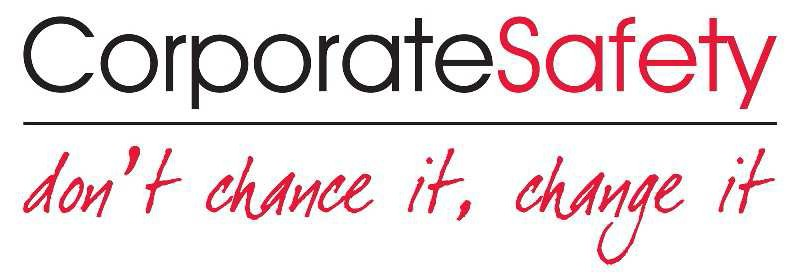 CorporateSafety
don't chance it, change it